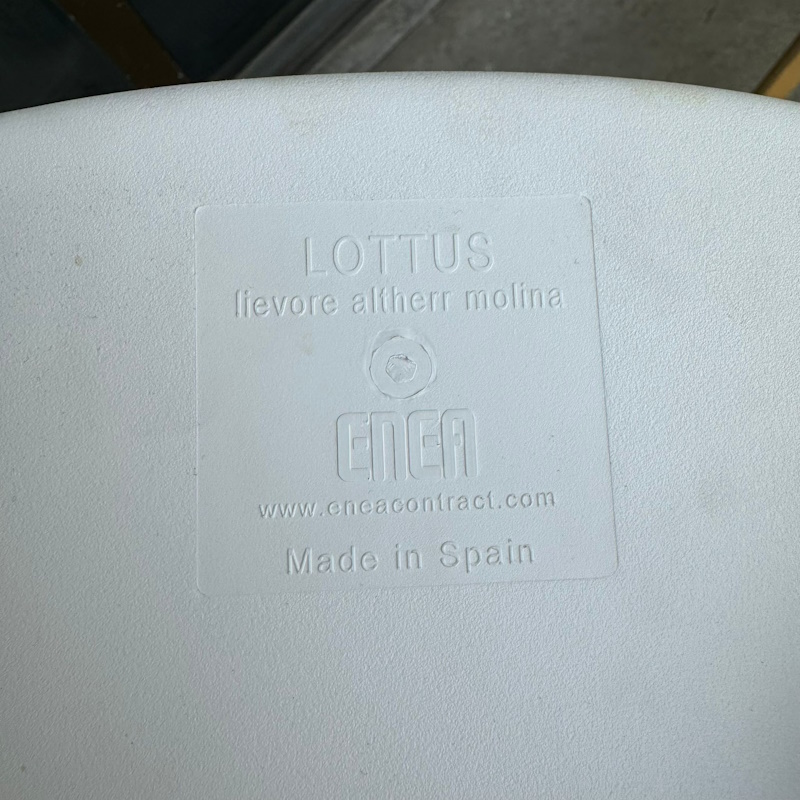 LOTTUS
lievore altherr molina
ENEA
www.eneacontract.com
Made in Spain